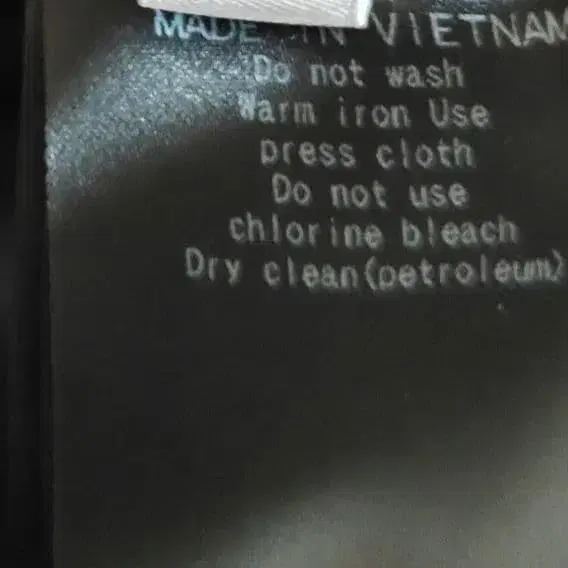 MADE IN VIETNAM
Do not wash
Warm iron Use
press cloth
Do not use
chlorine bleach
Dry clean(petroleum)